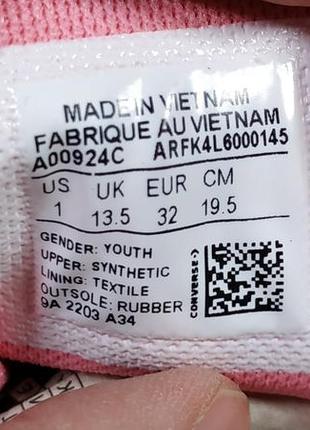 MADE IN VIETNAM
FABRIQUE AU VIETNAM
A00924C ARFK4L6000145
US UK EUR CM
1 13.5 32 19.5
GENDER: YOUTH
UPPER: SYNTHETIC
LINING: TEXTILE
OUTSOLE: RUBBER
9A 2203 A34
CONVERSE